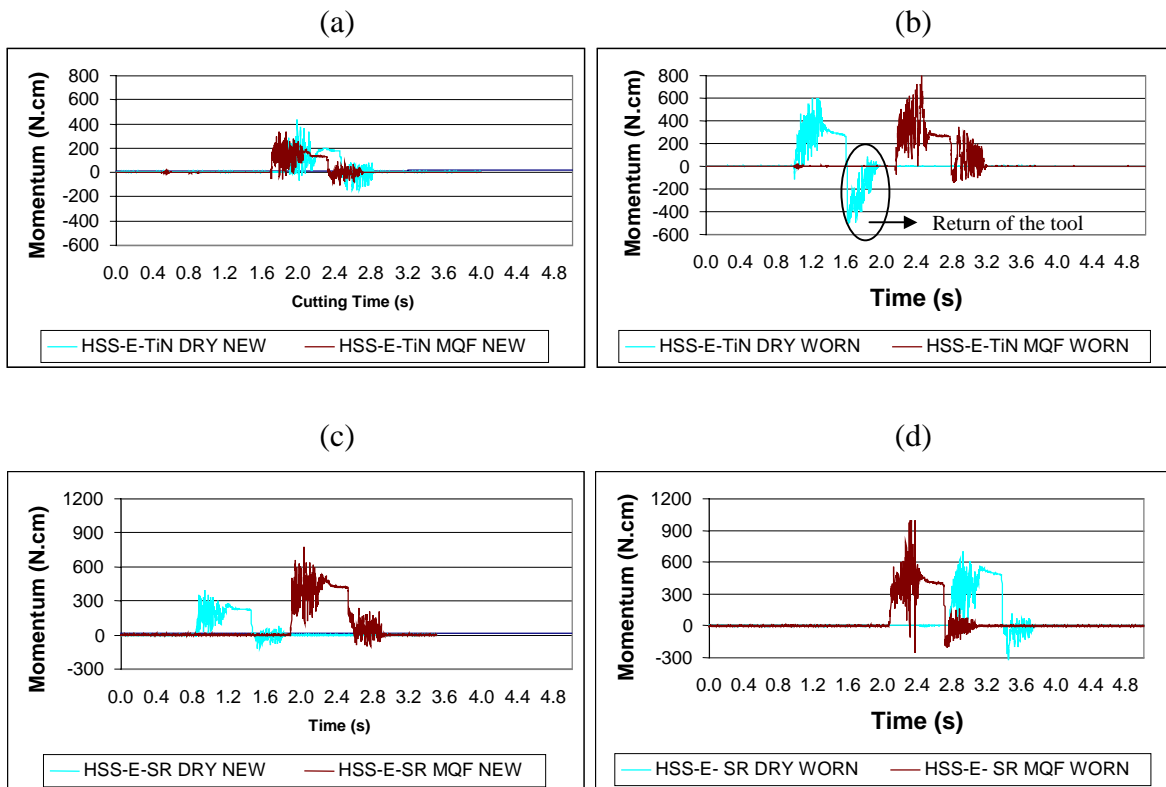 (a)
(b)
Momentum (N.cm)
800
600
400
200
0
-200
-400
-600
0.0 0.4 0.8 1.2 1.6 2.0 2.4 2.8 3.2 3.6 4.0 4.4 4.8
Cutting Time (s)
HSS-E-TiN DRY NEW HSS-E-TiN MQF NEW
Momentum (N.cm)
800
600
400
200
0
-200
-400
-600
Return of the tool
0.0 0.4 0.8 1.2 1.6 2.0 2.4 2.8 3.2 3.6 4.0 4.4 4.8
Time (s)
HSS-E-TiN DRY WORN HSS-E-TiN MQF WORN
(c)
(d)
Momentum (N.cm)
1200
900
600
300
0
-300
0.0 0.4 0.8 1.2 1.6 2.0 2.4 2.8 3.2 3.6 4.0 4.4 4.8
Time (s)
HSS-E-SR DRY NEW HSS-E-SR MQF NEW
Momentum (N.cm)
1200
900
600
300
0
-300
0.0 0.4 0.8 1.2 1.6 2.0 2.4 2.8 3.2 3.6 4.0 4.4 4.8
Time (s)
HSS-E- SR DRY WORN HSS-E- SR MQF WORN